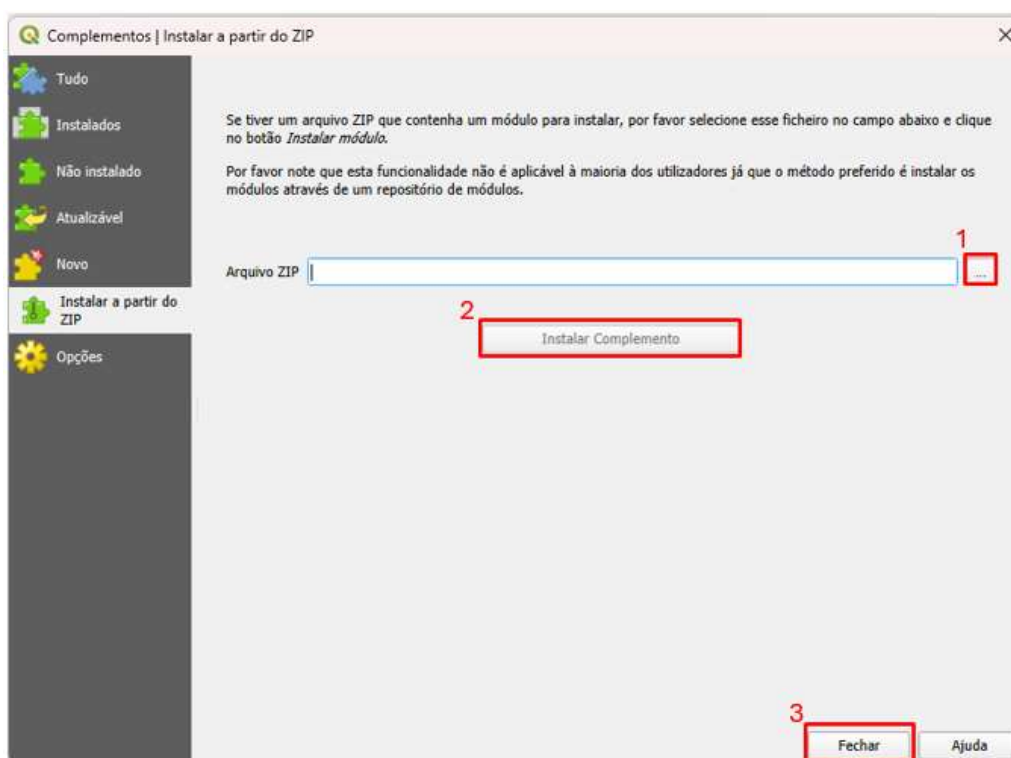 Complementos | Instalar a partir do ZIP
Tudo
Instalados
Não instalado
Atualizável
Novo
Instalar a partir do
ZIP
Opções
Se tiver um arquivo ZIP que contenha um módulo para instalar, por favor selecione esse ficheiro no campo abaixo e clique
no botão Instalar módulo.
Por favor note que esta funcionalidade não é aplicável à maioria dos utilizadores já que o método preferido é instalar os
módulos através de um repositório de módulos.
1
Arquivo ZIP
...
2
Instalar Complemento
3
Fechar
Ajuda